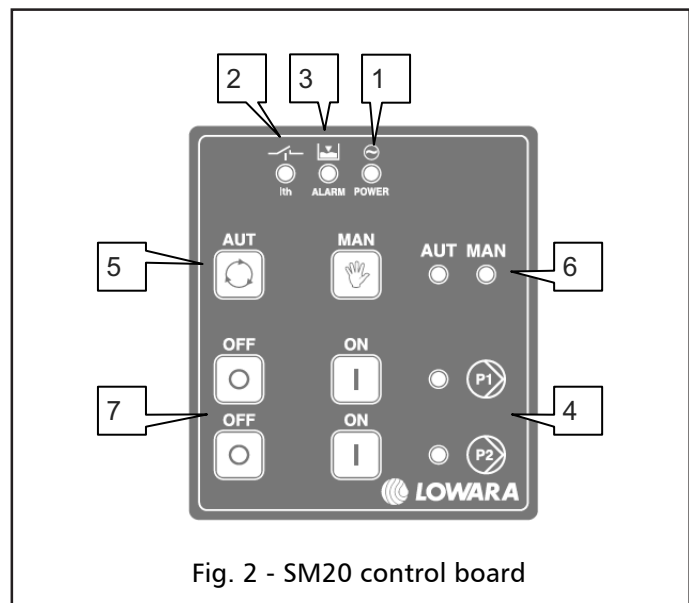 2 3 1
Ith ALARM POWER
AUT MAN AUT MAN
5 6
OFF ON
P1
7 4
OFF ON
P2
LOWARA
Fig. 2 - SM20 control board